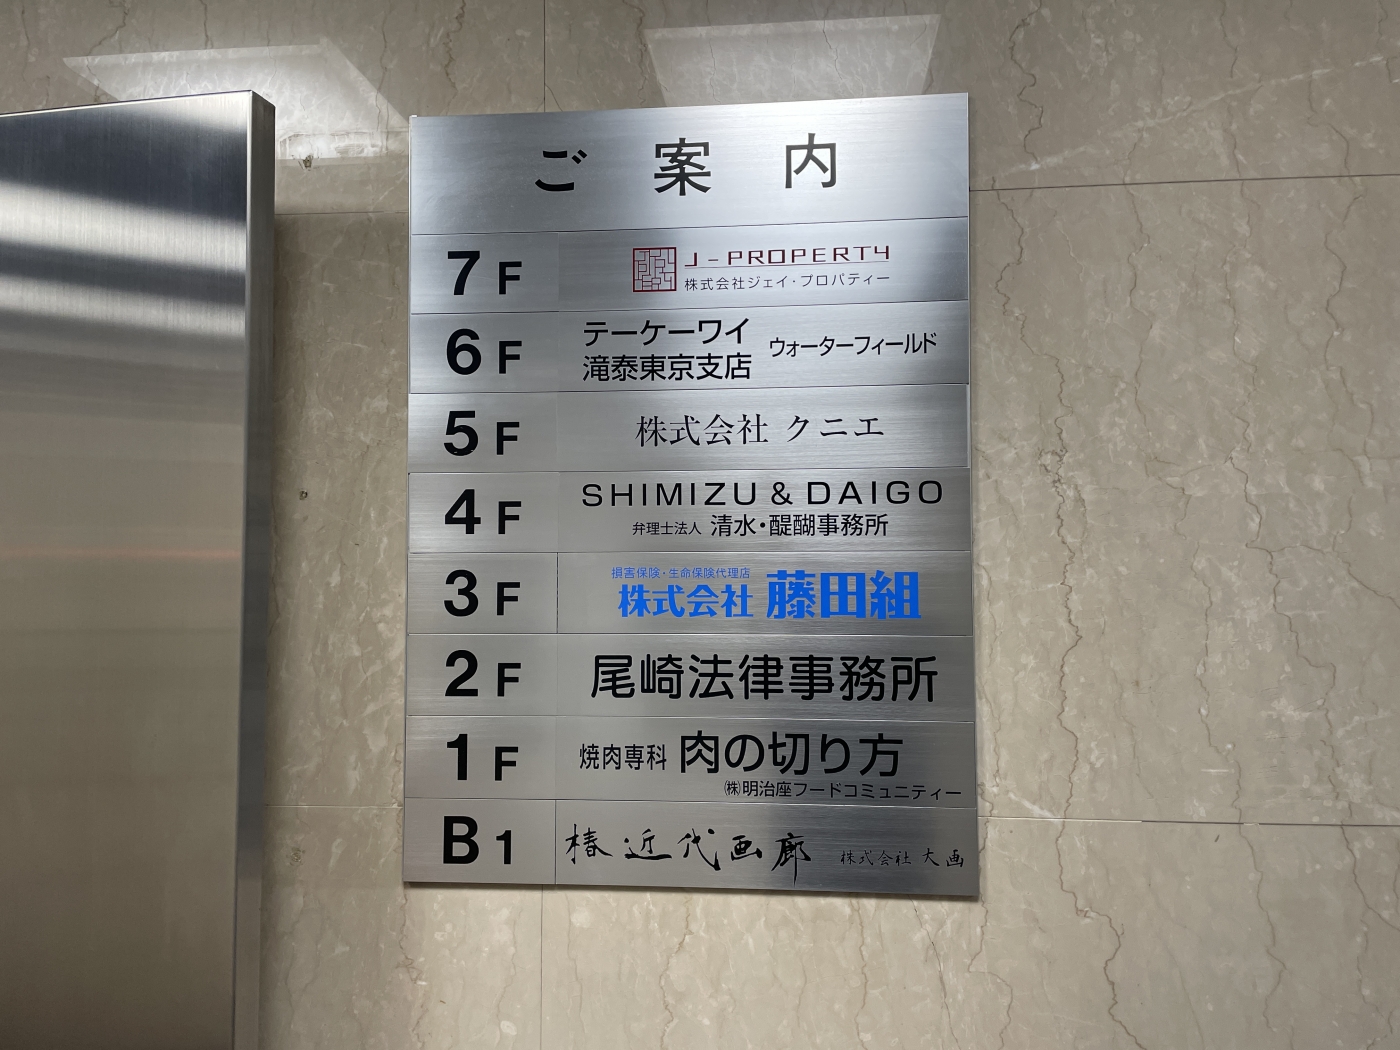 ご案内
7F
J-PROPERTY
株式会社ジェイ・プロパティー
6F
テーケーワイ
滝泰東京支店
ウォーターフィールド
5F
株式会社 クニエ
4F
SHIMIZU & DAIGO
弁理士法人 清水・醍醐事務所
3F
損害保険・生命保険代理店
株式会社 藤田組
2F
尾崎法律事務所
1F
焼肉専科 肉の切り方
㈱明治座フードコミュニティー
B1
椿近代画廊 株式会社 大画